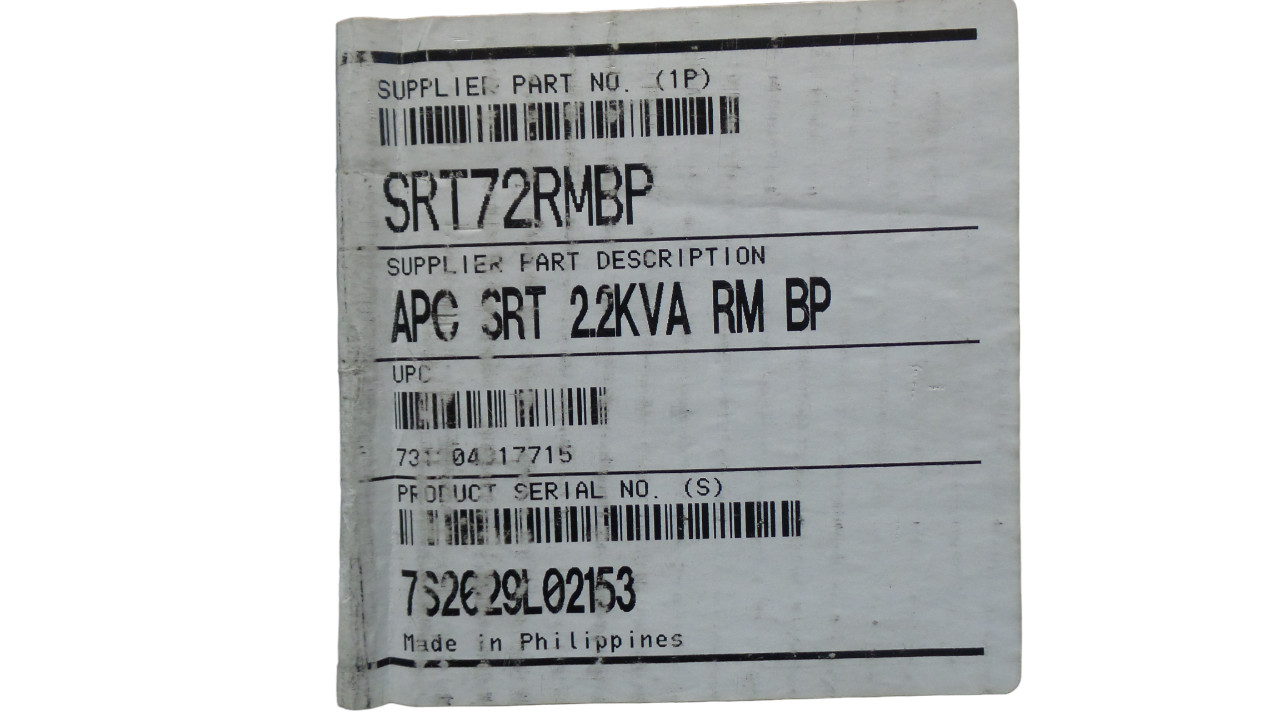 SUPPLIER PART NO. (1P)
SRT72RMBP
SUPPLIER PART DESCRIPTION
APC SRT 2.2KVA RM BP
UPC
PRODUCT SERIAL NO. (S)
Made in Philippines